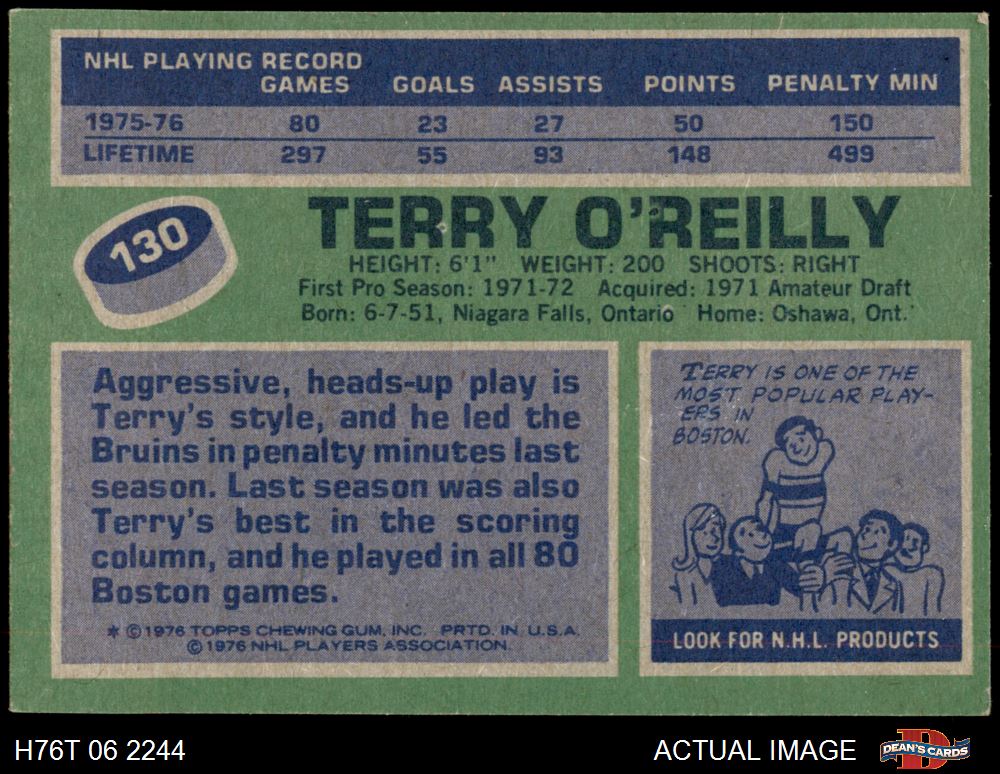 NHL PLAYING RECORD
GAMES GOALS ASSISTS POINTS PENALTY MIN
1975-76 80 23 27 50 150
LIFETIME 297 55 93 148 499
130
TERRY O'REILLY
HEIGHT: 6'1" WEIGHT: 200 SHOOTS: RIGHT
First Pro Season: 1971-72 Acquired: 1971 Amateur Draft
Born: 6-7-51, Niagara Falls, Ontario Home: Oshawa, Ont.
Aggressive, heads-up play is
Terry's style, and he led the
Bruins in penalty minutes last
season. Last season was also
Terry's best in the scoring
column, and he played in all 80
Boston games.
* © 1976 TOPPS CHEWING GUM, INC. PRTD. IN U.S.A.
© 1976 NHL PLAYERS ASSOCIATION.
TERRY IS ONE OF THE
MOST POPULAR PLAY-
ERS IN
BOSTON.
LOOK FOR N.H.L. PRODUCTS
H76T 06 2244
ACTUAL IMAGE
DEAN'S CARDS